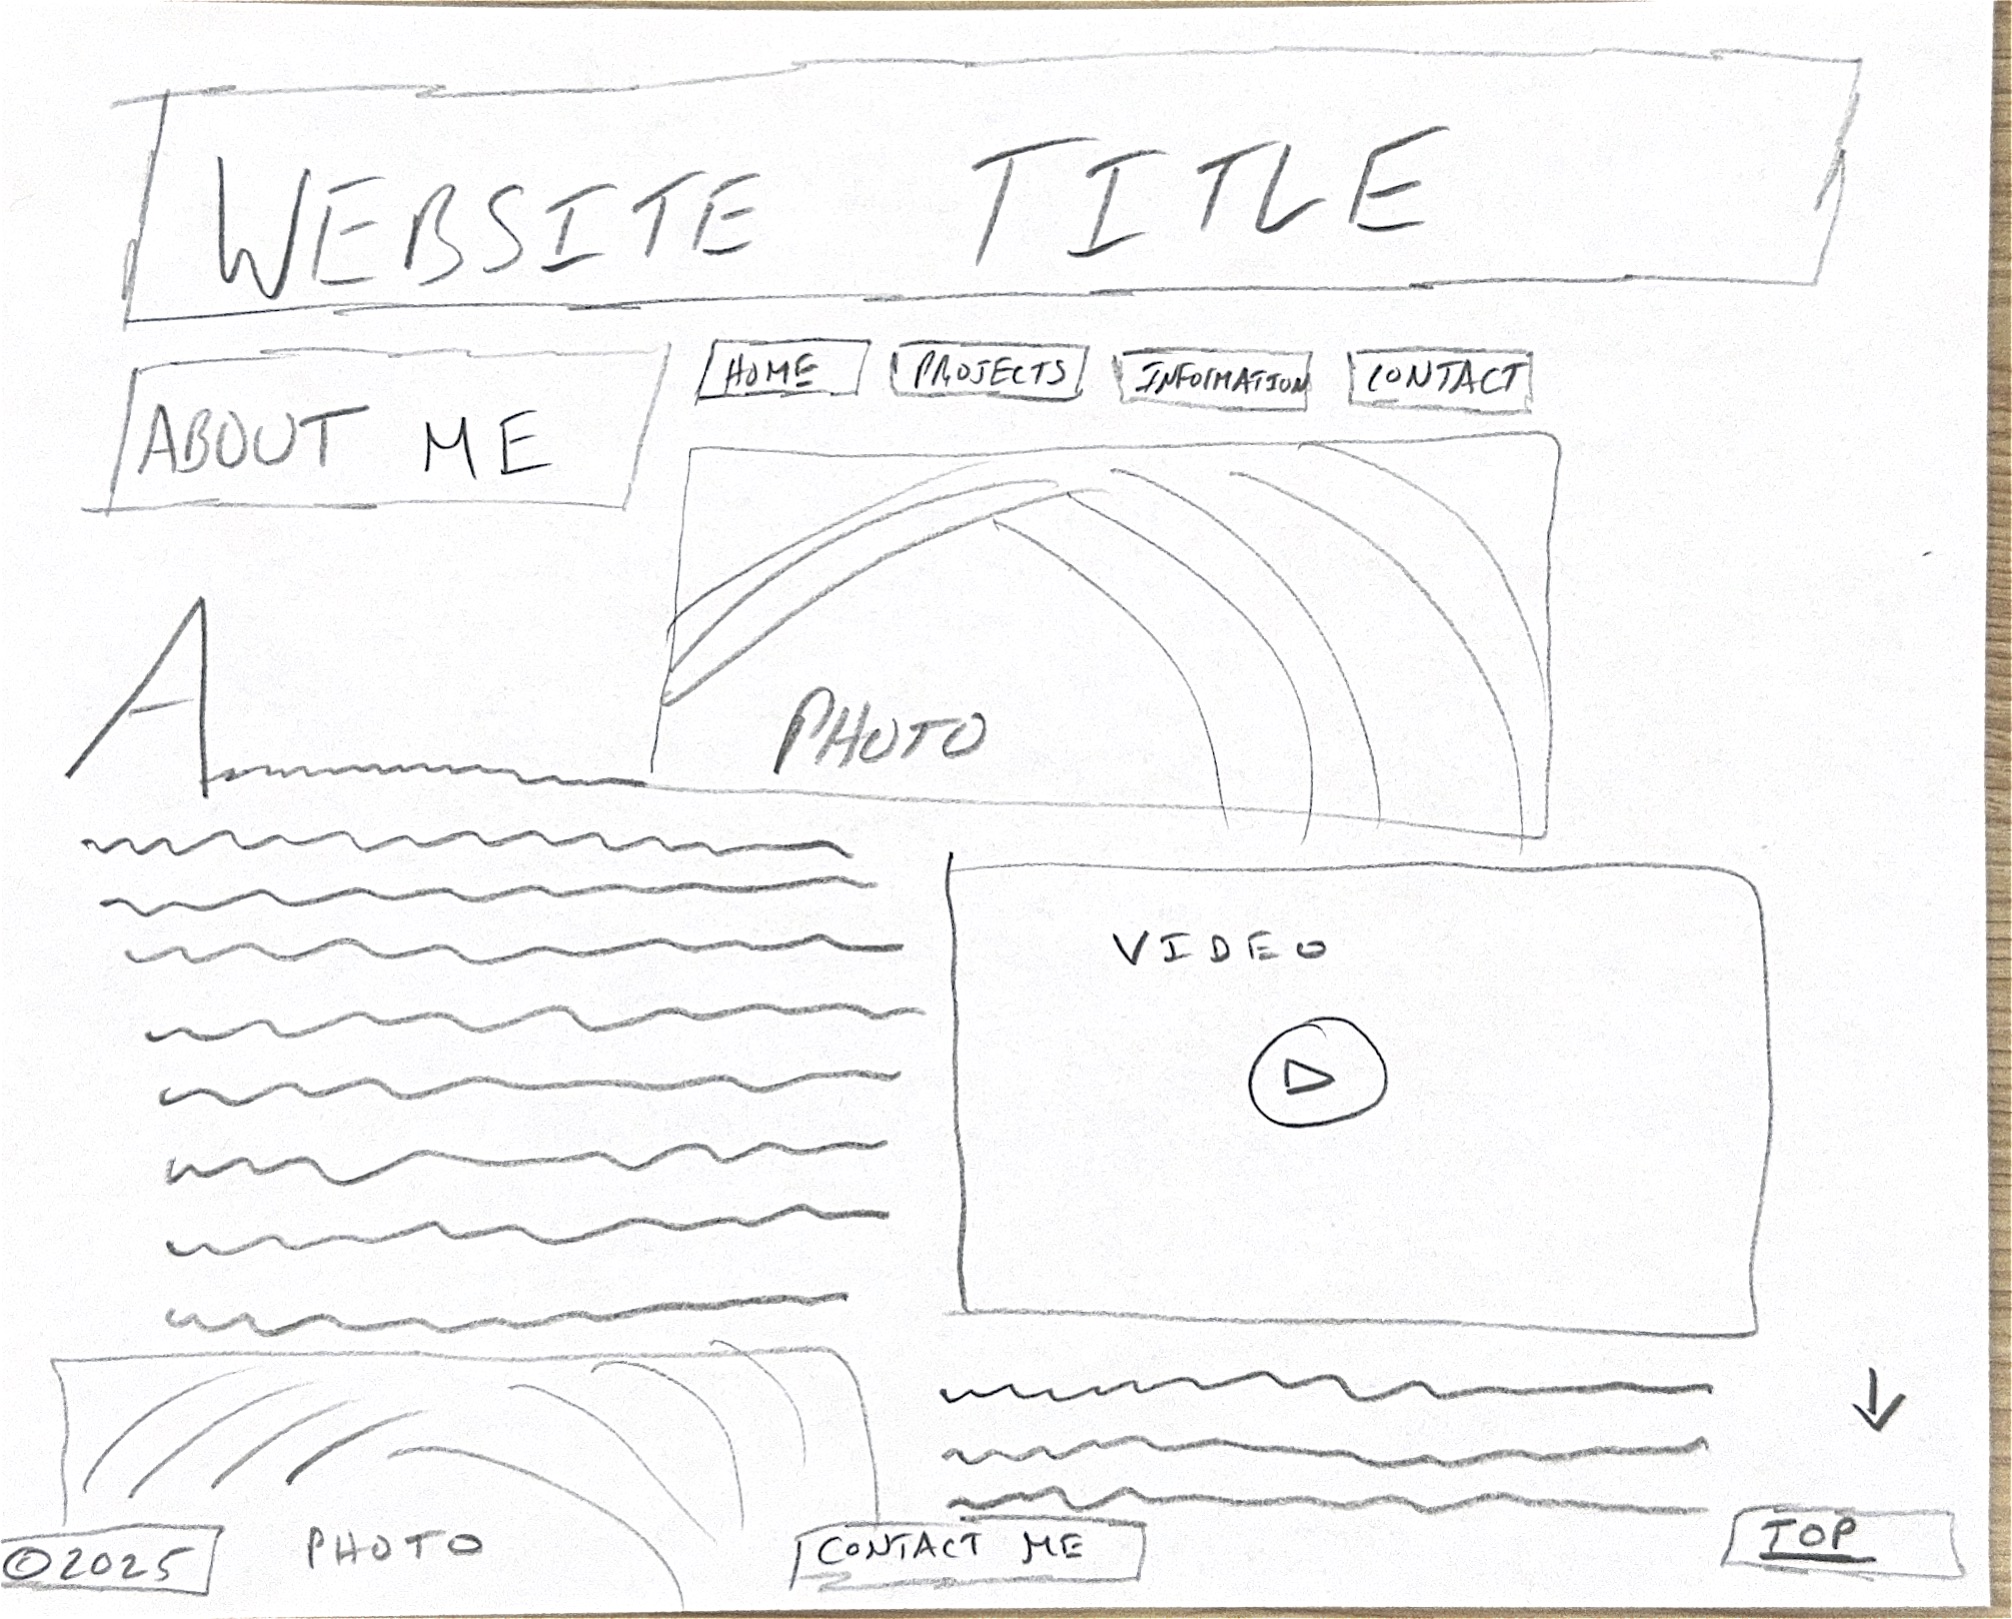 WEBSITE TITLE
HOME PROJECTS INFORMATION CONTACT
ABOUT ME
A
PHOTO
VIDEO
PHOTO
©2025 CONTACT ME TOP